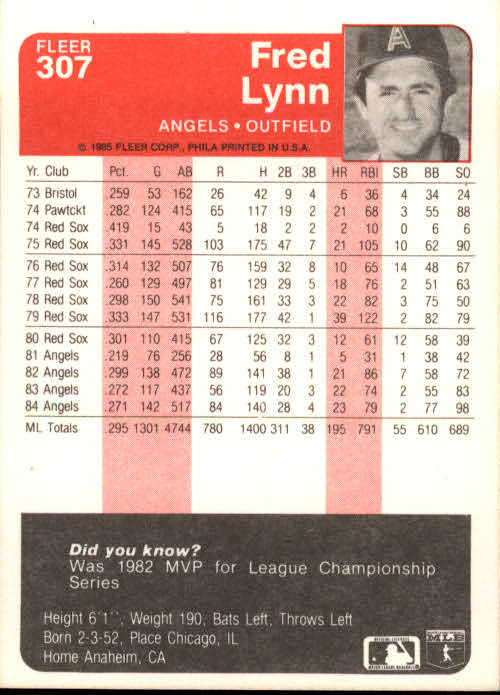 FLEER
307
Fred
Lynn
ANGELS • OUTFIELD
© 1985 FLEER CORP., PHILA PRINTED IN U.S.A.
A
Yr. Club Pct. G AB R H 2B 3B HR RBI SB BB SO
73 Bristol .259 53 162 26 42 9 4 6 36 4 34 24
74 Pawtckt .282 124 415 65 117 19 2 21 68 3 55 88
74 Red Sox .419 15 43 5 18 2 2 2 10 0 6 6
75 Red Sox .331 145 528 103 175 47 7 21 105 10 62 90
76 Red Sox .314 132 507 76 159 32 8 10 65 14 48 67
77 Red Sox .260 129 497 81 129 29 5 18 76 2 51 63
78 Red Sox .298 150 541 75 161 33 3 22 82 3 75 50
79 Red Sox .333 147 531 116 177 42 1 39 122 2 82 79
80 Red Sox .301 110 415 67 125 32 3 12 61 12 58 39
81 Angels .219 76 256 28 56 8 1 5 31 1 38 42
82 Angels .299 138 472 89 141 38 1 21 86 7 58 72
83 Angels .272 117 437 56 119 20 3 22 74 2 55 83
84 Angels .271 142 517 84 140 28 4 23 79 2 77 98
ML Totals .295 1301 4744 780 1400 311 38 195 791 55 610 689
Did you know?
Was 1982 MVP for League Championship
Series
Height 6'1'', Weight 190, Bats Left, Throws Left
Born 2-3-52, Place Chicago, IL
Home Anaheim, CA